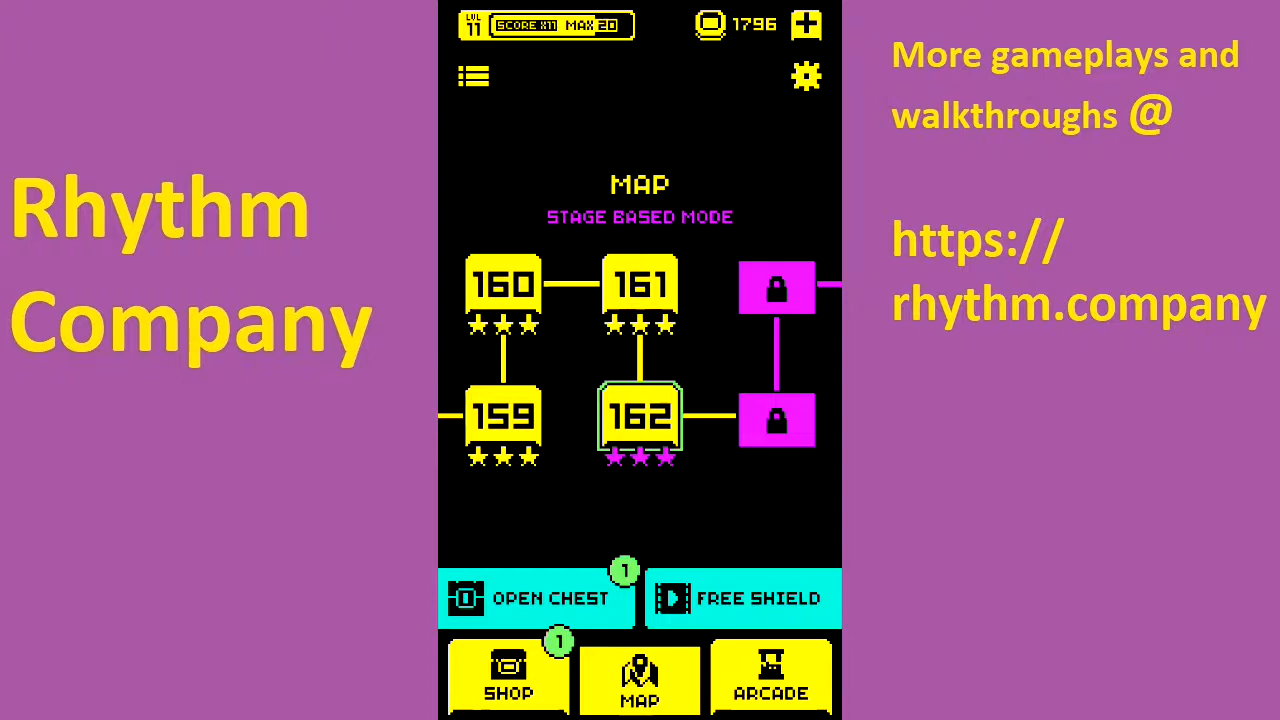 Rhythm
Company
LVL
11
SCORE X11 MAX 20
1796
MAP
STAGE BASED MODE
160
161
159
162
1
OPEN CHEST
FREE SHIELD
1
SHOP
MAP
ARCADE
More gameplays and
walkthroughs @
https://
rhythm.company